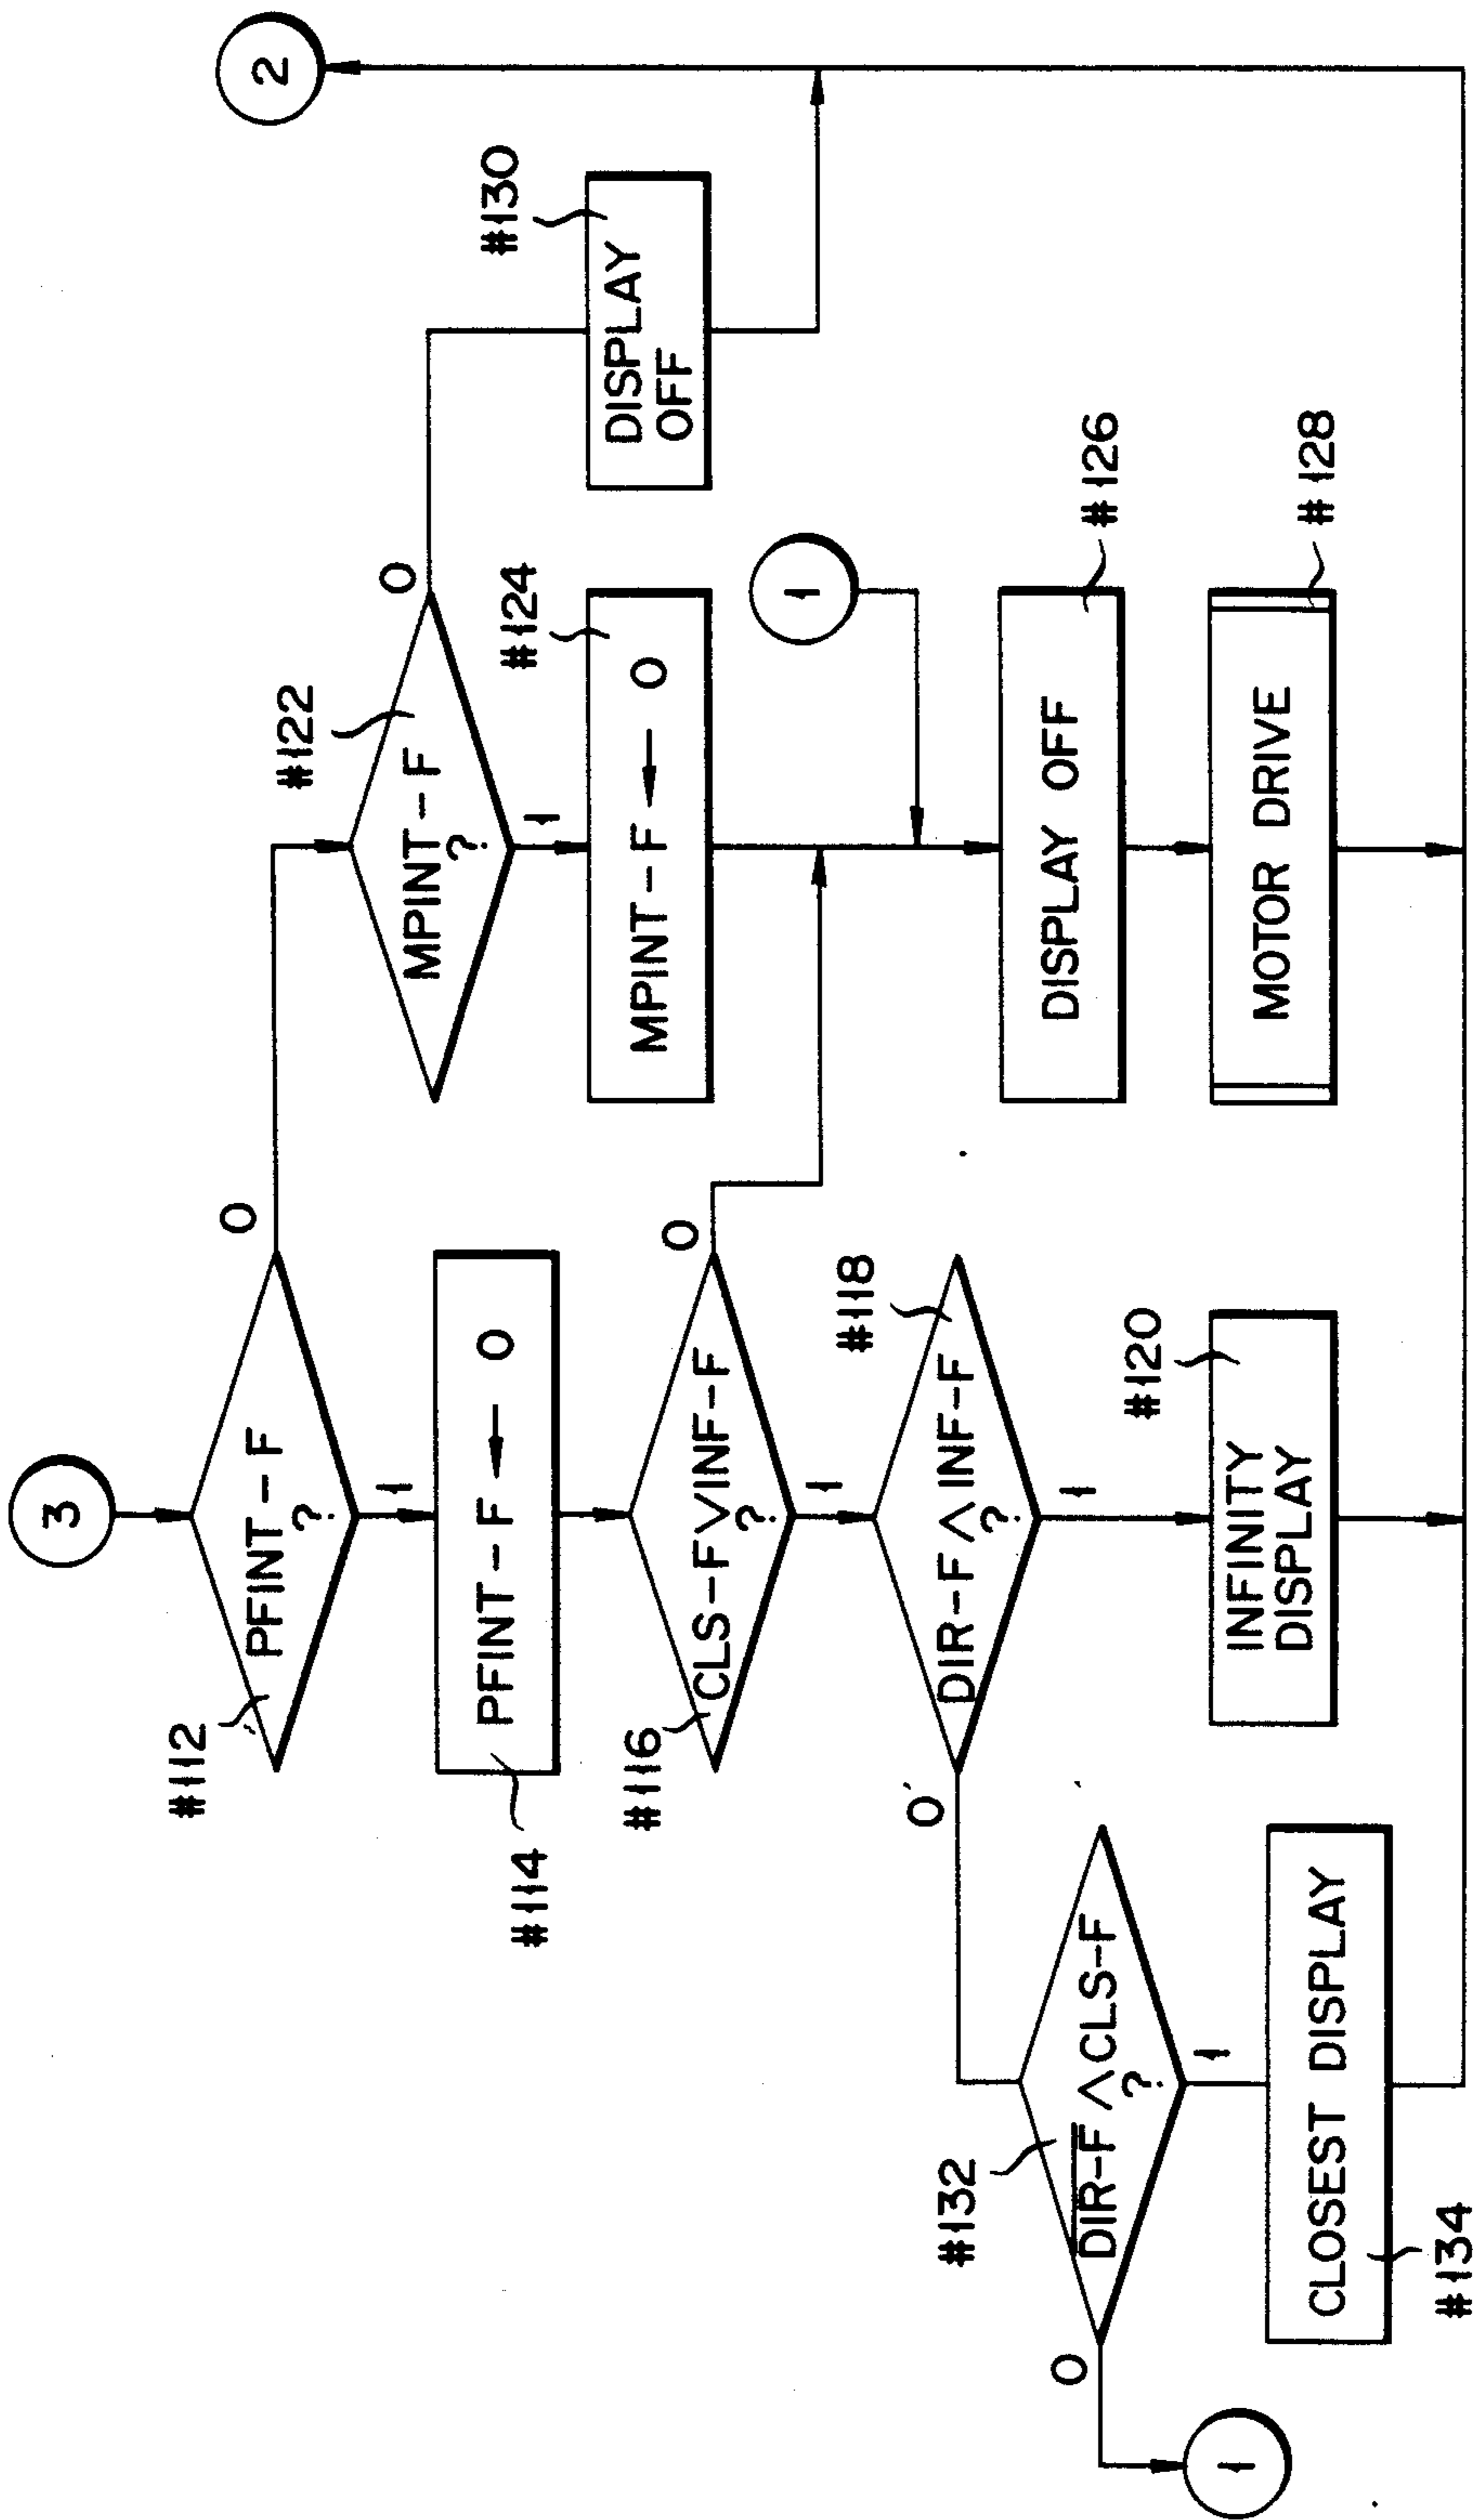 3
#112
PFINT-F
?
0
1
#114
PFINT-F ← 0
#116
CLS-F∨INF-F
?
0
1
#118
DIR-F∧INF-F
?
0
1
#120
INFINITY
DISPLAY
#132
D̅I̅R̅-̅F̅∧CLS-F
?
0
1
1
CLOSEST DISPLAY
#134
#122
MPINT-F
?
0
1
#124
MPINT-F ← 0
1
DISPLAY OFF
#126
MOTOR DRIVE
#128
#130
DISPLAY
OFF
2